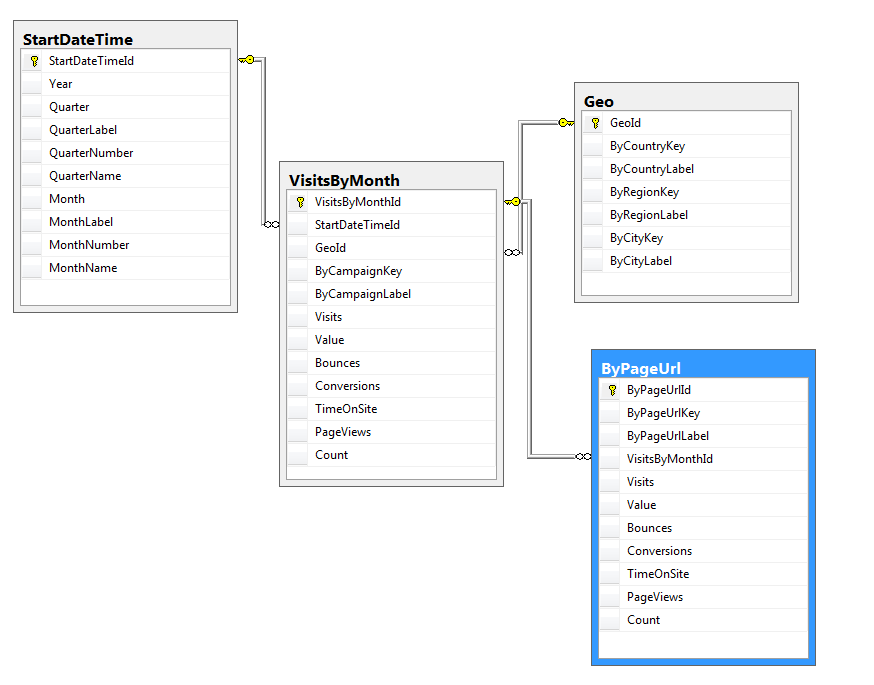 StartDateTime
StartDateTimeId
Year
Quarter
QuarterLabel
QuarterNumber
QuarterName
Month
MonthLabel
MonthNumber
MonthName
VisitsByMonth
VisitsByMonthId
StartDateTimeId
GeoId
ByCampaignKey
ByCampaignLabel
Visits
Value
Bounces
Conversions
TimeOnSite
PageViews
Count
Geo
GeoId
ByCountryKey
ByCountryLabel
ByRegionKey
ByRegionLabel
ByCityKey
ByCityLabel
ByPageUrl
ByPageUrlId
ByPageUrlKey
ByPageUrlLabel
VisitsByMonthId
Visits
Value
Bounces
Conversions
TimeOnSite
PageViews
Count